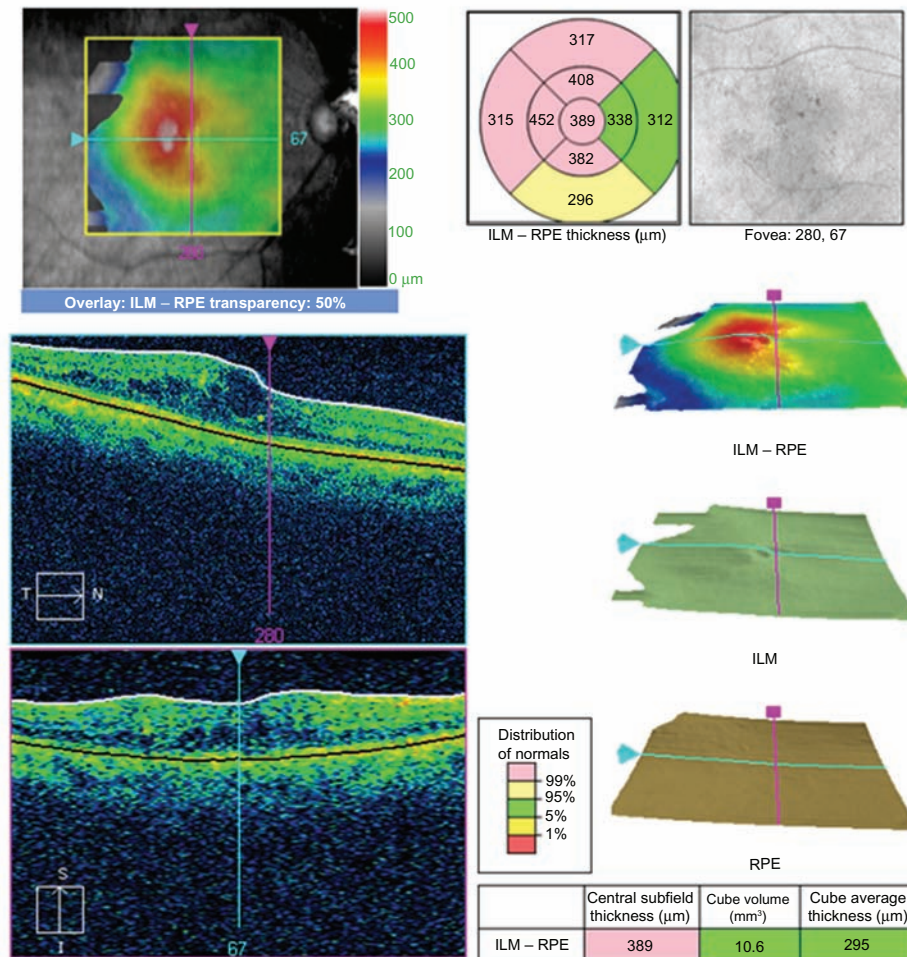 500
400
300
200
100
0 μm
67
280
Overlay: ILM – RPE transparency: 50%
317
408
315
452
389
338
312
382
296
ILM – RPE thickness (μm)
Fovea: 280, 67
ILM – RPE
T
N
280
ILM
S
I
67
Distribution
of normals
99%
95%
5%
1%
RPE
Central subfield
thickness (μm)
Cube volume
(mm³)
Cube average
thickness (μm)
ILM – RPE
389
10.6
295